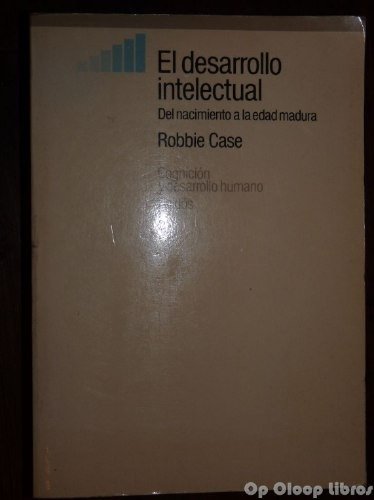 El desarrollo
intelectual
Del nacimiento a la edad madura
Robbie Case
Cognición
y desarrollo humano
Op Oloop libros